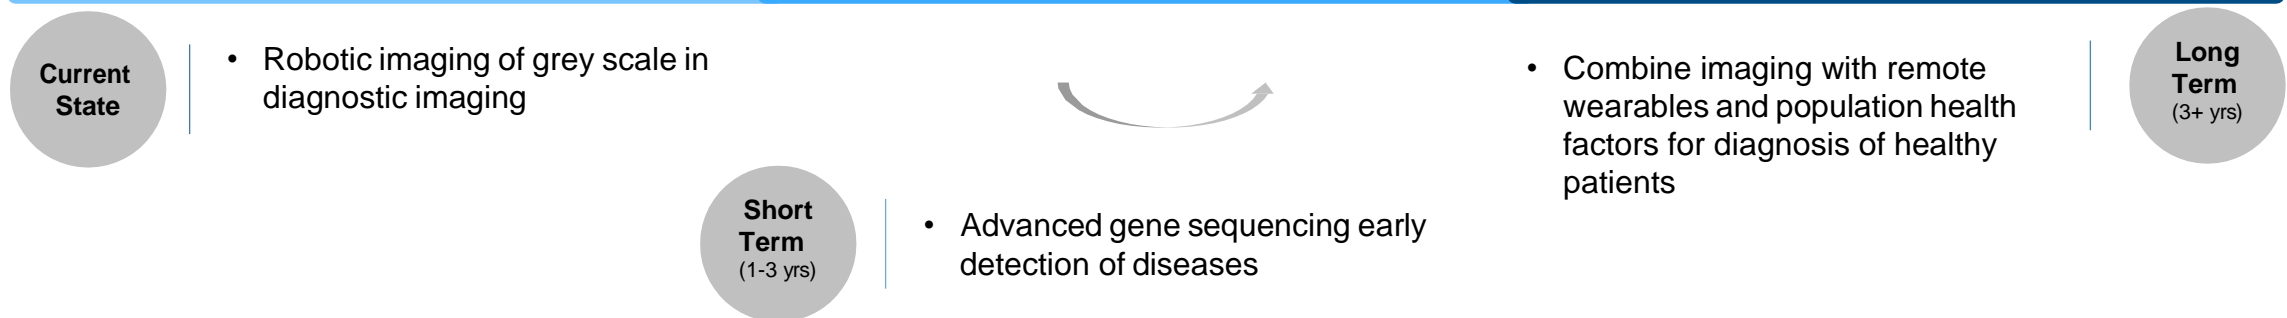 Current
State
• Robotic imaging of grey scale in
diagnostic imaging
Short
Term
(1-3 yrs)
• Advanced gene sequencing early
detection of diseases
• Combine imaging with remote
wearables and population health
factors for diagnosis of healthy
patients
Long
Term
(3+ yrs)